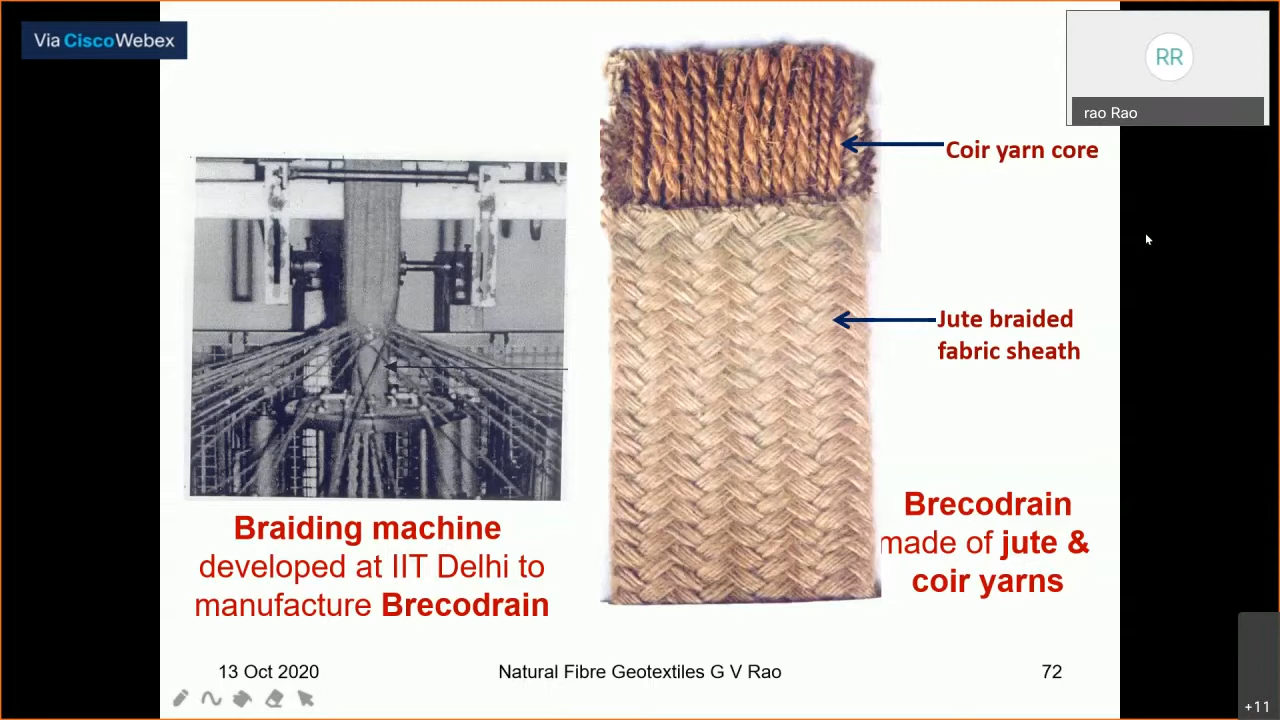 Via CiscoWebex
RR
rao Rao
Coir yarn core
Jute braided
fabric sheath
Braiding machine
developed at IIT Delhi to
manufacture Brecodrain
Brecodrain
made of jute &
coir yarns
13 Oct 2020
Natural Fibre Geotextiles G V Rao
72
+11